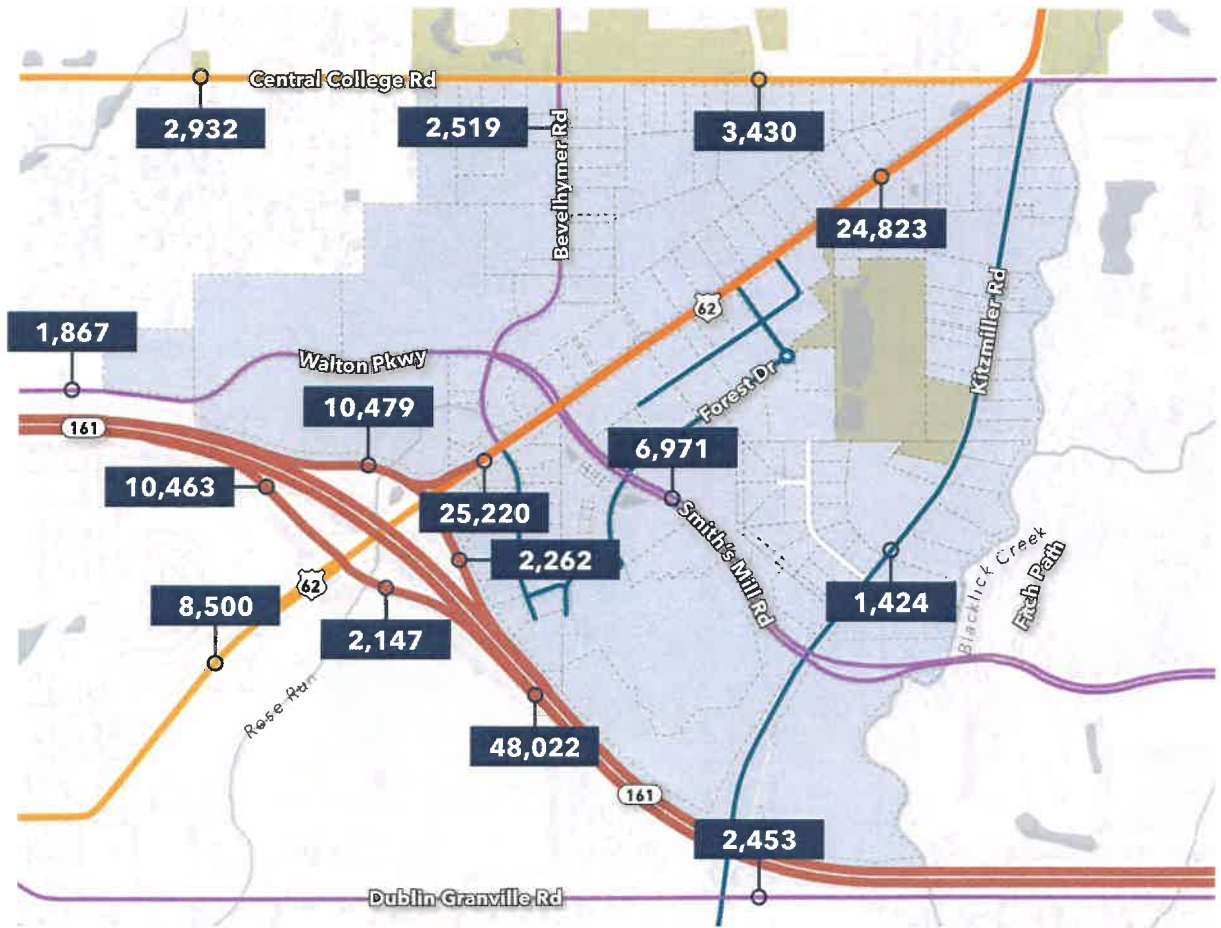 Central College Rd
2,932
2,519
Bevelhymer Rd
3,430
24,823
62
Kitzmiller Rd
1,867
Walton Pkwy
10,479
Forest Dr
161
6,971
10,463
25,220
Smith's Mill Rd
2,262
62
8,500
2,147
1,424
Blacklick Creek
Fitch Path
Rose Run
48,022
161
2,453
Dublin Granville Rd